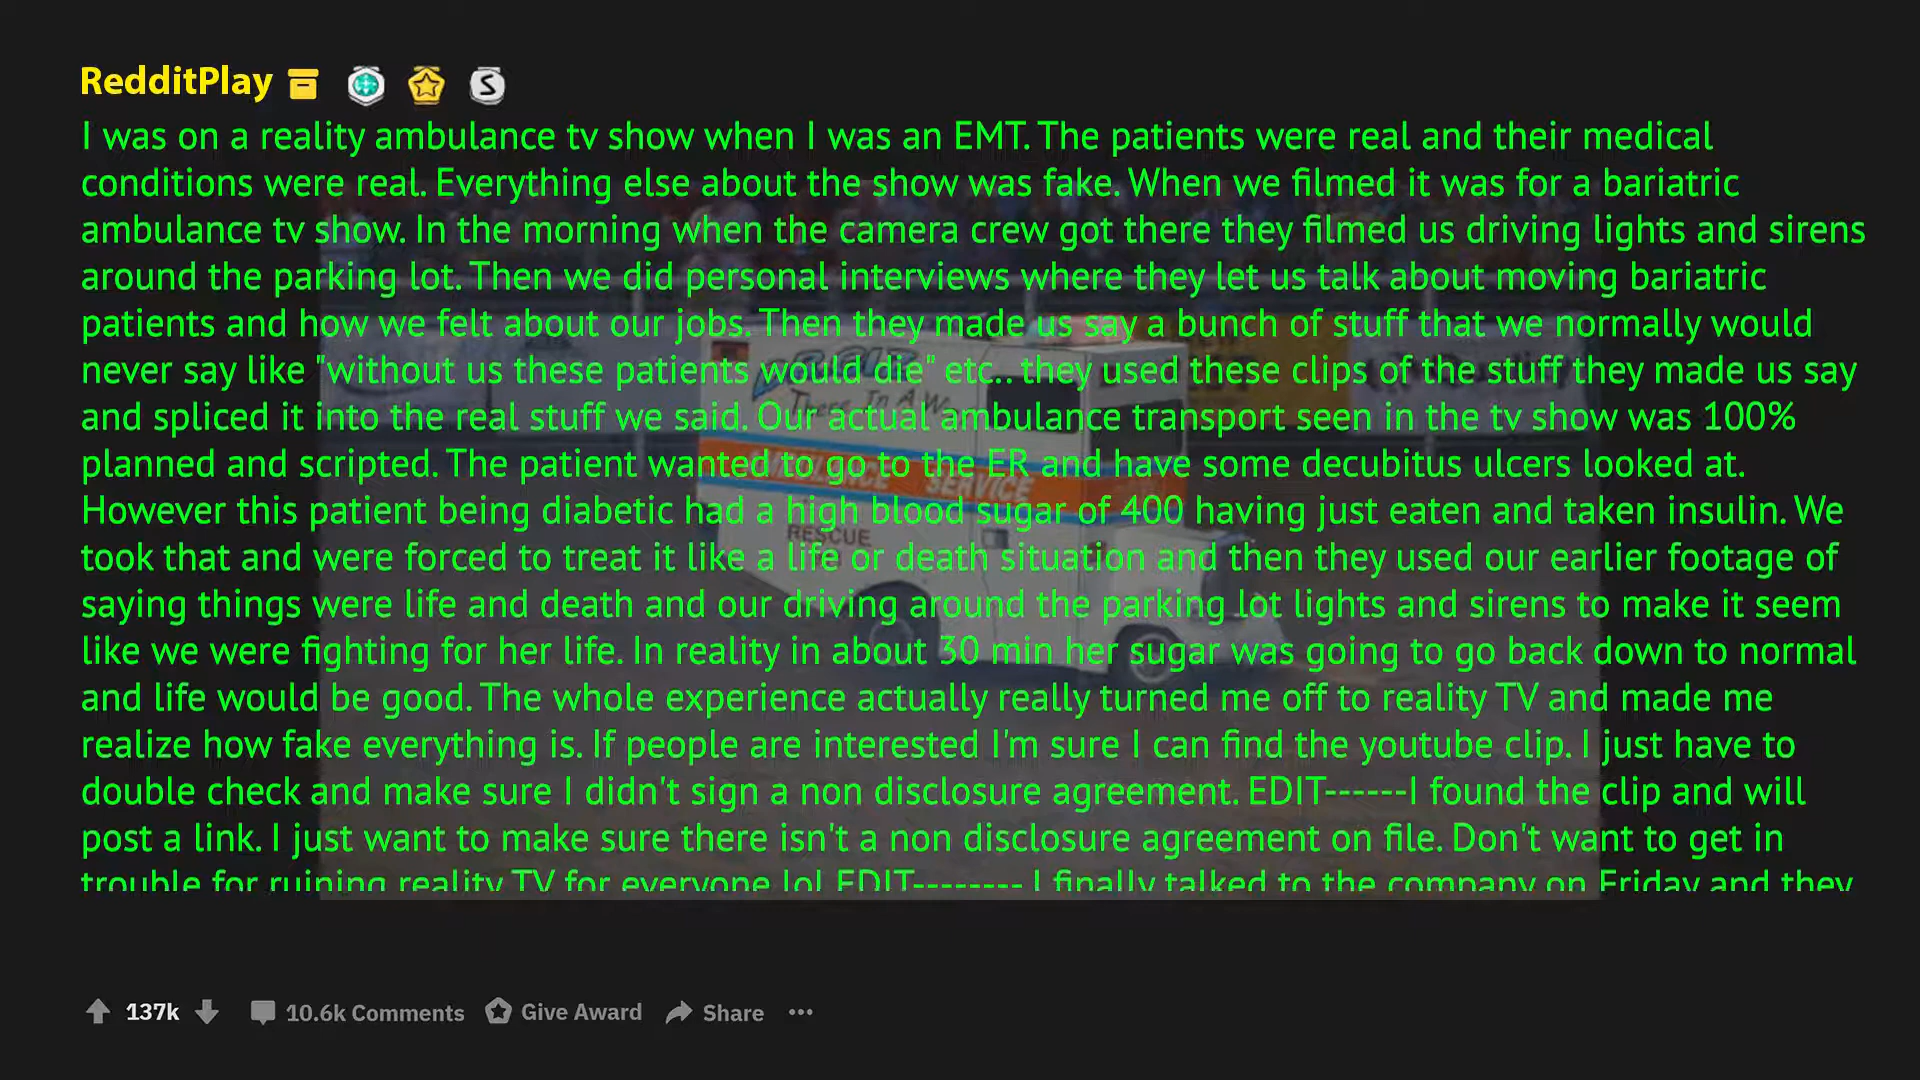 RedditPlay
I was on a reality ambulance tv show when I was an EMT. The patients were real and their medical
conditions were real. Everything else about the show was fake. When we filmed it was for a bariatric
ambulance tv show. In the morning when the camera crew got there they filmed us driving lights and sirens
around the parking lot. Then we did personal interviews where they let us talk about moving bariatric
patients and how we felt about our jobs. Then they made us say a bunch of stuff that we normally would
never say like "without us these patients would die" etc.. they used these clips of the stuff they made us say
and spliced it into the real stuff we said. Our actual ambulance transport seen in the tv show was 100%
planned and scripted. The patient wanted to go to the ER and have some decubitus ulcers looked at.
However this patient being diabetic had a high blood sugar of 400 having just eaten and taken insulin. We
took that and were forced to treat it like a life or death situation and then they used our earlier footage of
saying things were life and death and our driving around the parking lot lights and sirens to make it seem
like we were fighting for her life. In reality in about 30 min her sugar was going to go back down to normal
and life would be good. The whole experience actually really turned me off to reality TV and made me
realize how fake everything is. If people are interested I'm sure I can find the youtube clip. I just have to
double check and make sure I didn't sign a non disclosure agreement. EDIT------I found the clip and will
post a link. I just want to make sure there isn't a non disclosure agreement on file. Don't want to get in
trouble for ruining reality TV for everyone lol EDIT-------- I finally talked to the company on Friday and they
There In A
AMBULANCE SERVICE
RESCUE
137k 10.6k Comments Give Award Share